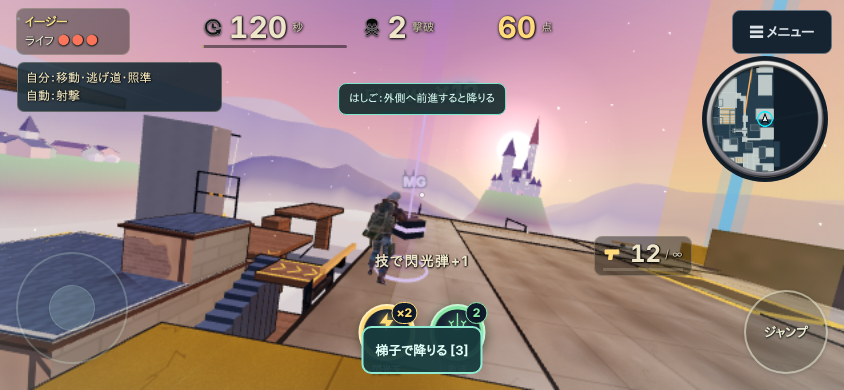 イージー
ライフ
120 秒
2 撃破
60 点
メニュー
自分:移動・逃げ道・照準
自動:射撃
はしご:外側へ前進すると降りる
MG
技で閃光弾+1
12 / ∞
×2
2
梯子で降りる [3]
ジャンプ